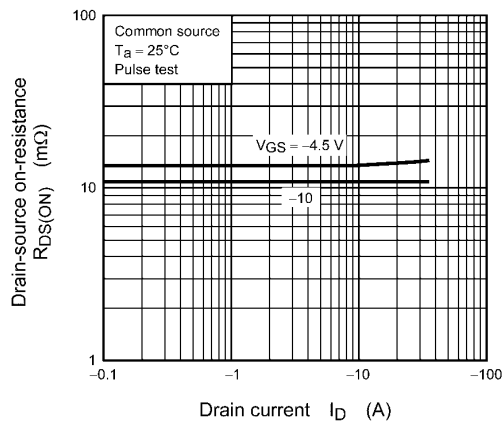 Common source
Ta = 25°C
Pulse test
Drain-source on-resistance
RDS(ON) (mΩ)
100
10
1
VGS = −4.5 V
−10
−0.1
−1
−10
−100
Drain current ID (A)